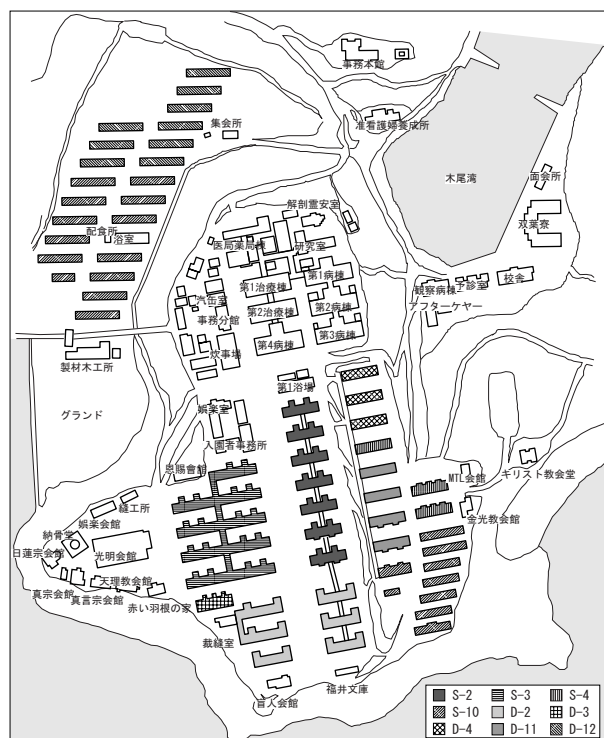 事務本館
集会所
准看護婦養成所
木尾湾
面会所
解剖霊安室
双葉寮
配食所
浴室
医局薬局棟
研究室
第1病棟
観察病棟
予診室
校舎
汽缶室
第1治療棟
アフターケヤー
事務分館
第2治療棟
第2病棟
第3病棟
製材木工所
炊事場
第4病棟
第1浴場
グランド
娯楽室
入園者事務所
恩賜會館
MTL会館
キリスト教会堂
縫工所
娯楽会館
金光教会館
納骨堂
日蓮宗会館
光明会館
天理教会館
真宗会館
真言宗会館
赤い羽根の家
裁縫室
盲人会館
福井文庫
S-2 S-3 S-4
S-10 D-2 D-3
D-4 D-11 D-12